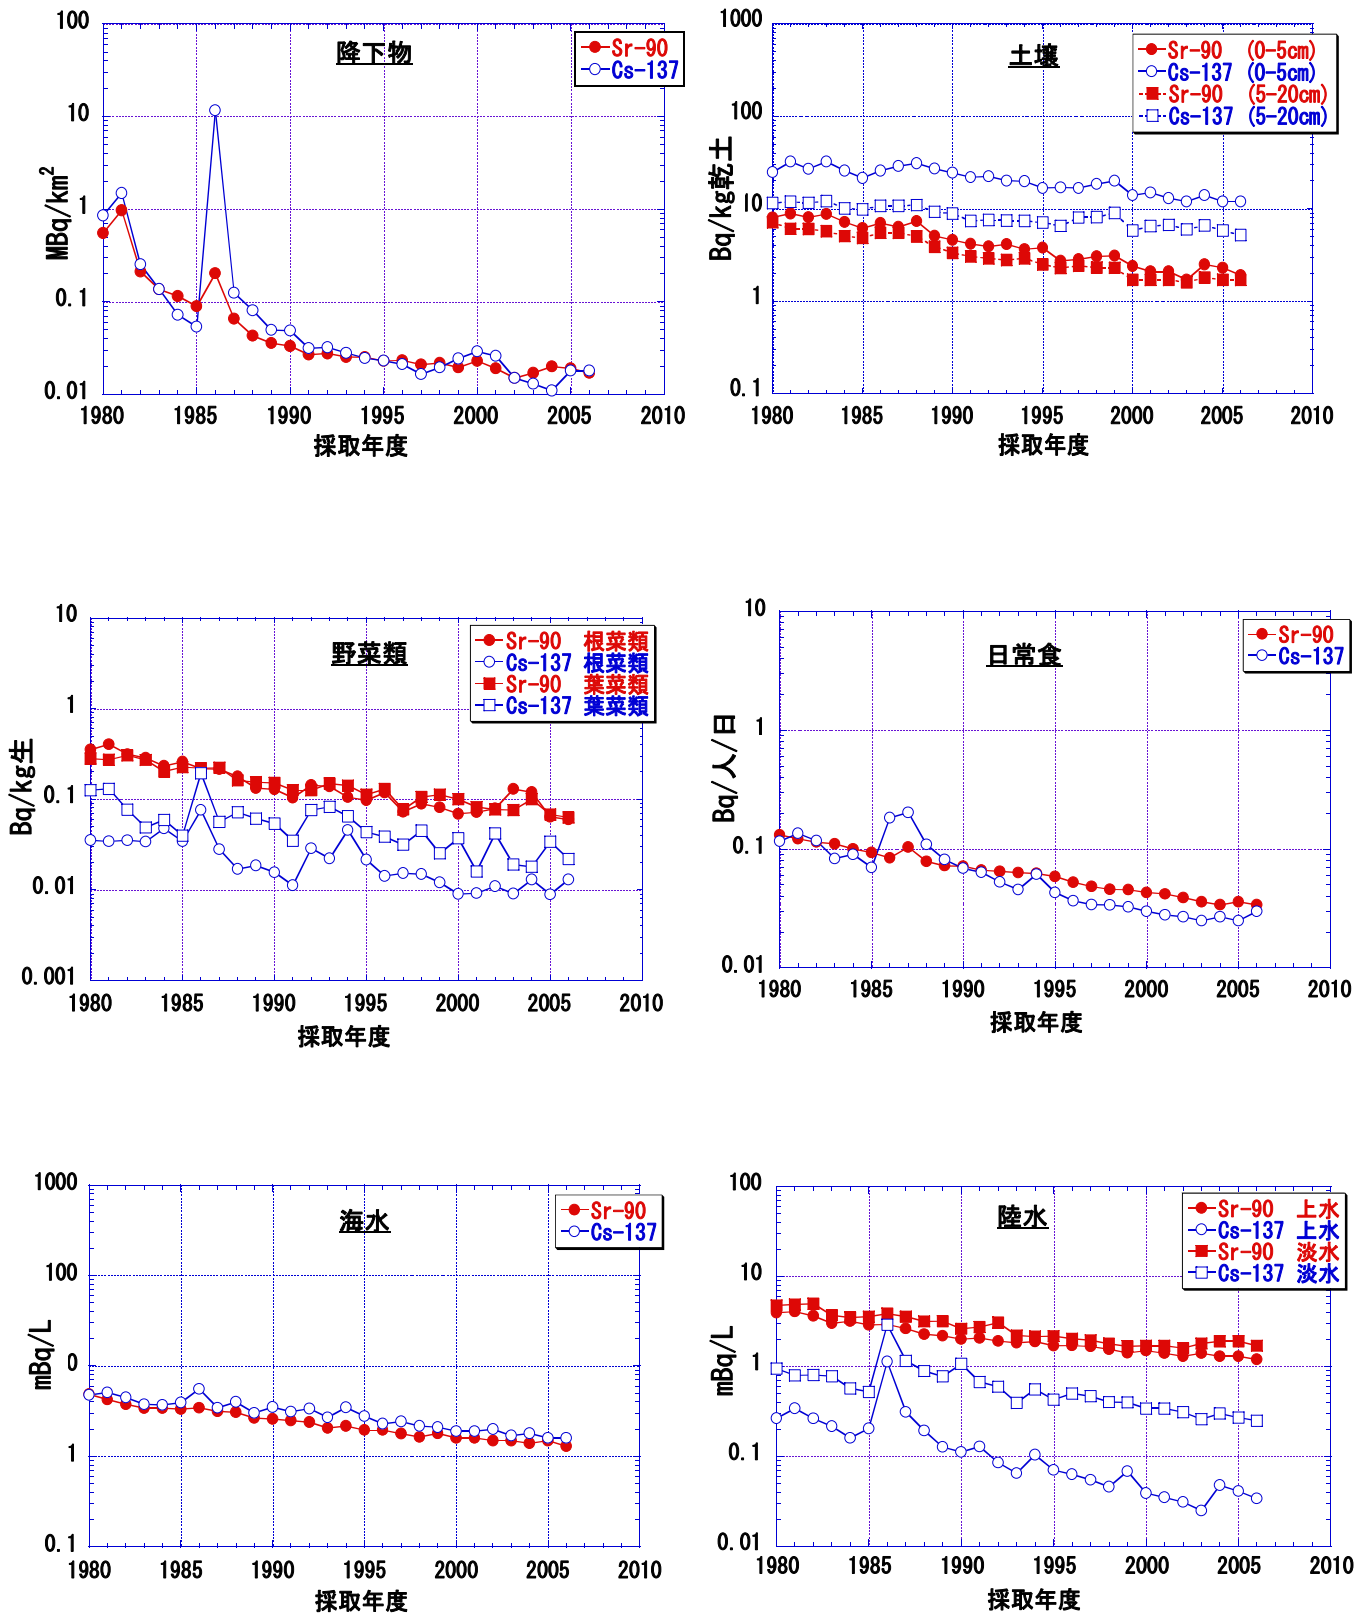 降下物
Sr-90
Cs-137
100
10
1
0.1
0.01
MBq/km²
1980 1985 1990 1995 2000 2005 2010
採取年度
土壌
Sr-90 (0-5cm)
Cs-137 (0-5cm)
Sr-90 (5-20cm)
Cs-137 (5-20cm)
1000
100
10
1
0.1
Bq/kg乾土
1980 1985 1990 1995 2000 2005 2010
採取年度
野菜類
Sr-90 根菜類
Cs-137 根菜類
Sr-90 葉菜類
Cs-137 葉菜類
10
1
0.1
0.01
0.001
Bq/kg生
1980 1985 1990 1995 2000 2005 2010
採取年度
日常食
Sr-90
Cs-137
10
1
0.1
0.01
Bq/人/日
1980 1985 1990 1995 2000 2005 2010
採取年度
海水
Sr-90
Cs-137
1000
100
0
1
0.1
mBq/L
1980 1985 1990 1995 2000 2005 2010
採取年度
陸水
Sr-90 上水
Cs-137 上水
Sr-90 淡水
Cs-137 淡水
100
10
1
0.1
0.01
mBq/L
1980 1985 1990 1995 2000 2005 2010
採取年度